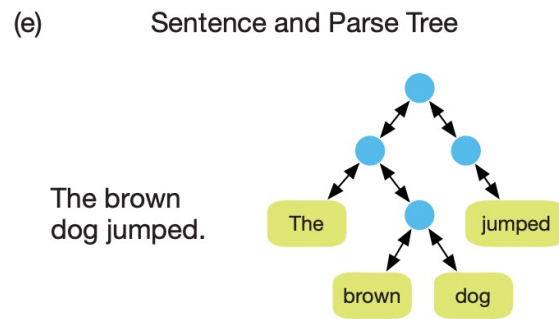 (e) Sentence and Parse Tree
The brown
dog jumped.
The
jumped
brown
dog